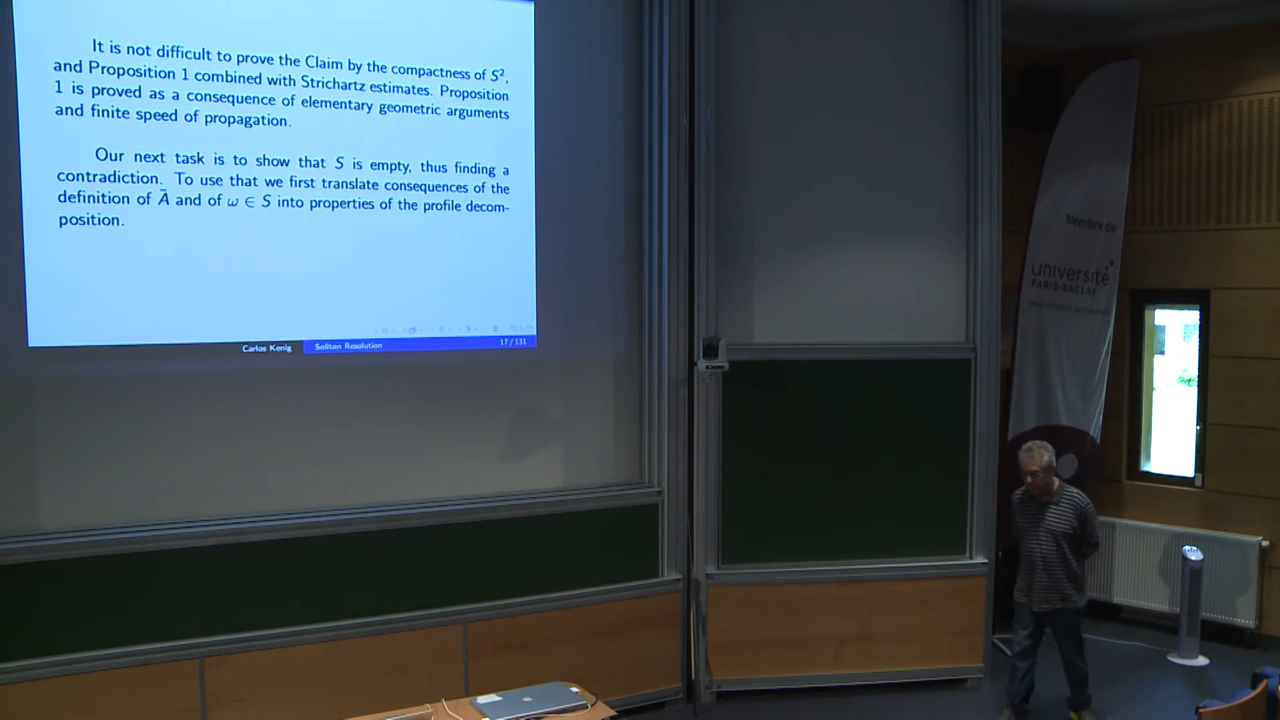 It is not difficult to prove the Claim by the compactness of S²,
and Proposition 1 combined with Strichartz estimates. Proposition
1 is proved as a consequence of elementary geometric arguments
and finite speed of propagation.
Our next task is to show that S is empty, thus finding a
contradiction. To use that we first translate consequences of the
definition of Ā and of ω ∈ S into properties of the profile decom-
position.
Carlos Kenig Soliton Resolution 17 / 131
Membre de
université
PARIS-SACLAY